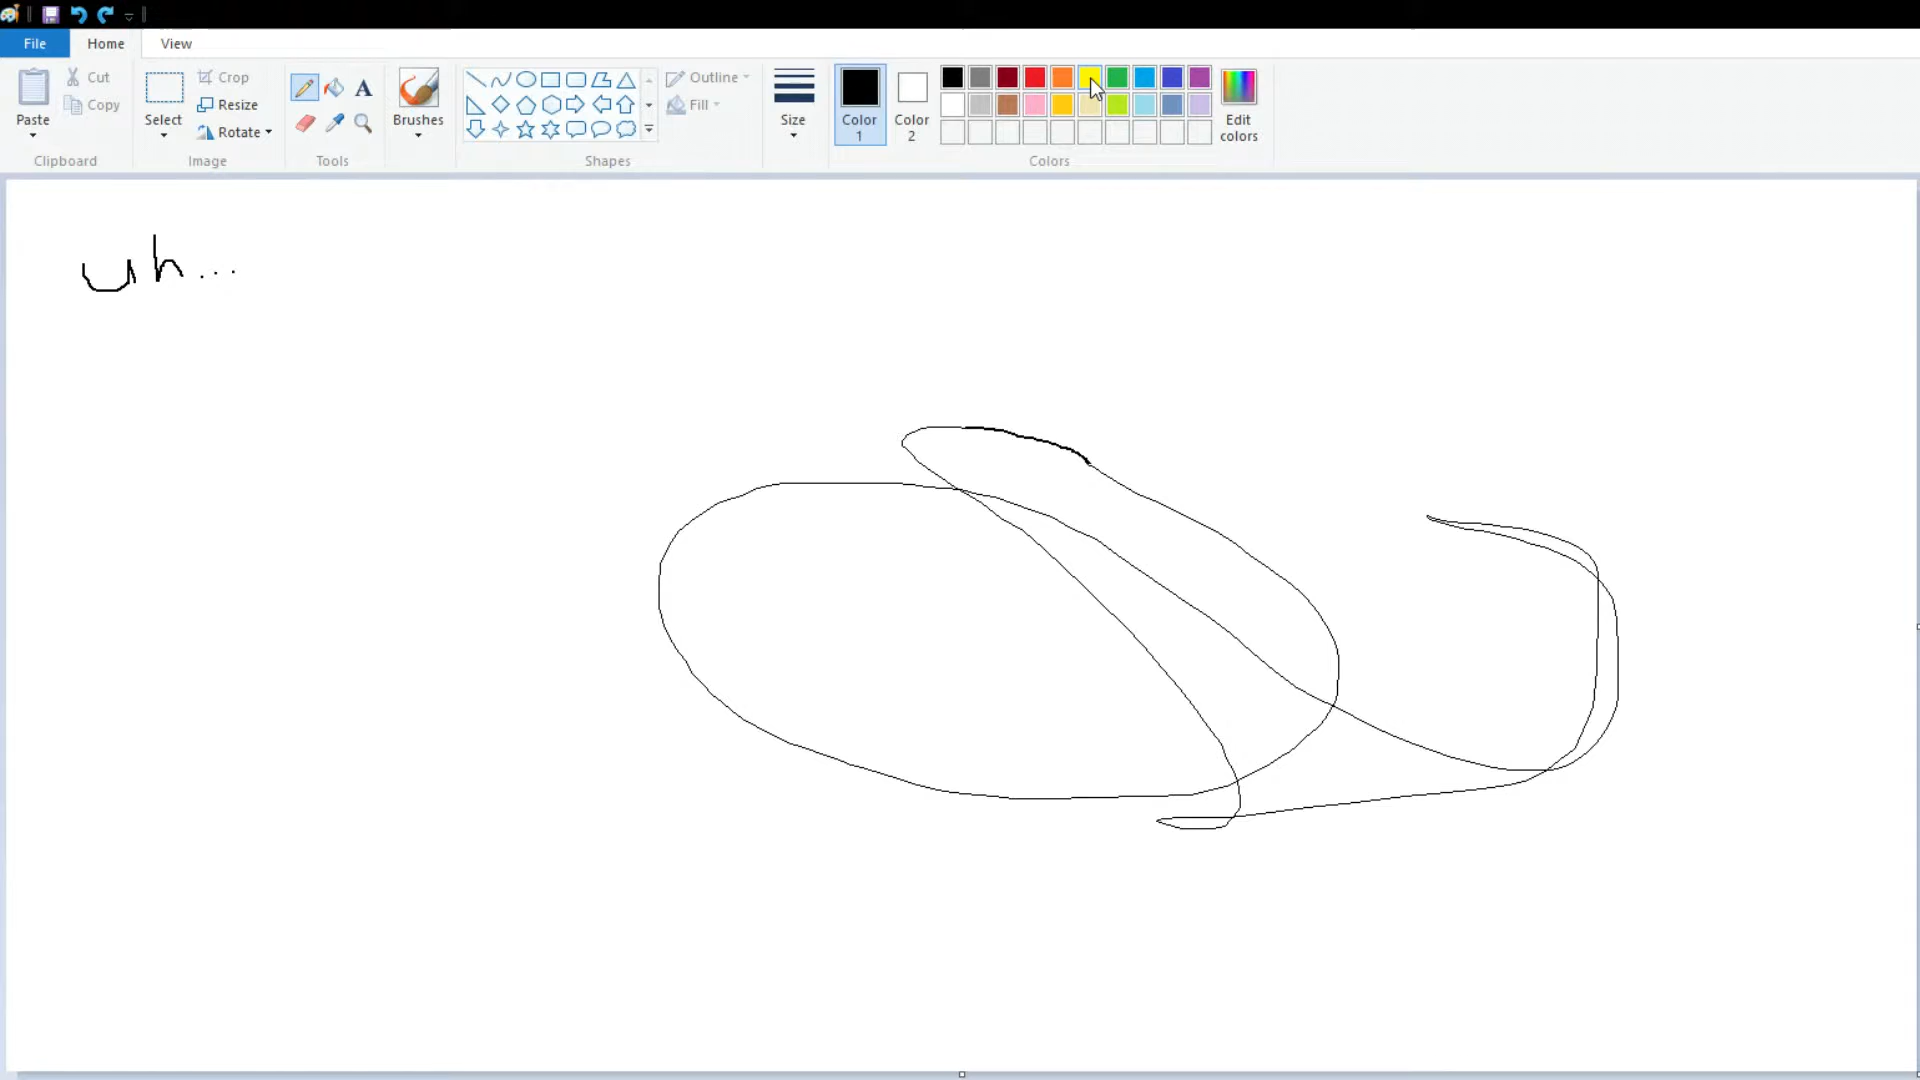 File Home View
Paste Cut Copy Clipboard
Select Crop Resize Rotate Image
Tools
Brushes
Shapes
Outline Fill
Size
Color 1 Color 2 Edit colors Colors
uh...